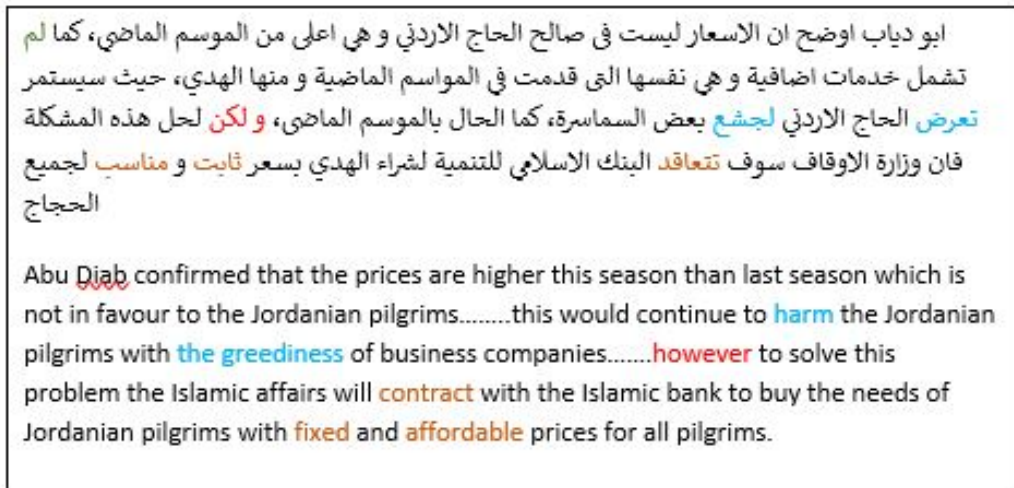 ابو دياب اوضح ان الاسعار ليست فى صالح الحاج الاردني و هي اعلى من الموسم الماضي، كما لم
تشمل خدمات اضافية و هي نفسها التى قدمت في المواسم الماضية و منها الهدي، حيث سيستمر
تعرض الحاج الاردني لجشع بعض السماسرة، كما الحال بالموسم الماضى، و لكن لحل هذه المشكلة
فان وزارة الاوقاف سوف تتعاقد البنك الاسلامي للتنمية لشراء الهدي بسعر ثابت و مناسب لجميع
الحجاج
Abu Diab confirmed that the prices are higher this season than last season which is
not in favour to the Jordanian pilgrims........this would continue to harm the Jordanian
pilgrims with the greediness of business companies.......however to solve this
problem the Islamic affairs will contract with the Islamic bank to buy the needs of
Jordanian pilgrims with fixed and affordable prices for all pilgrims.